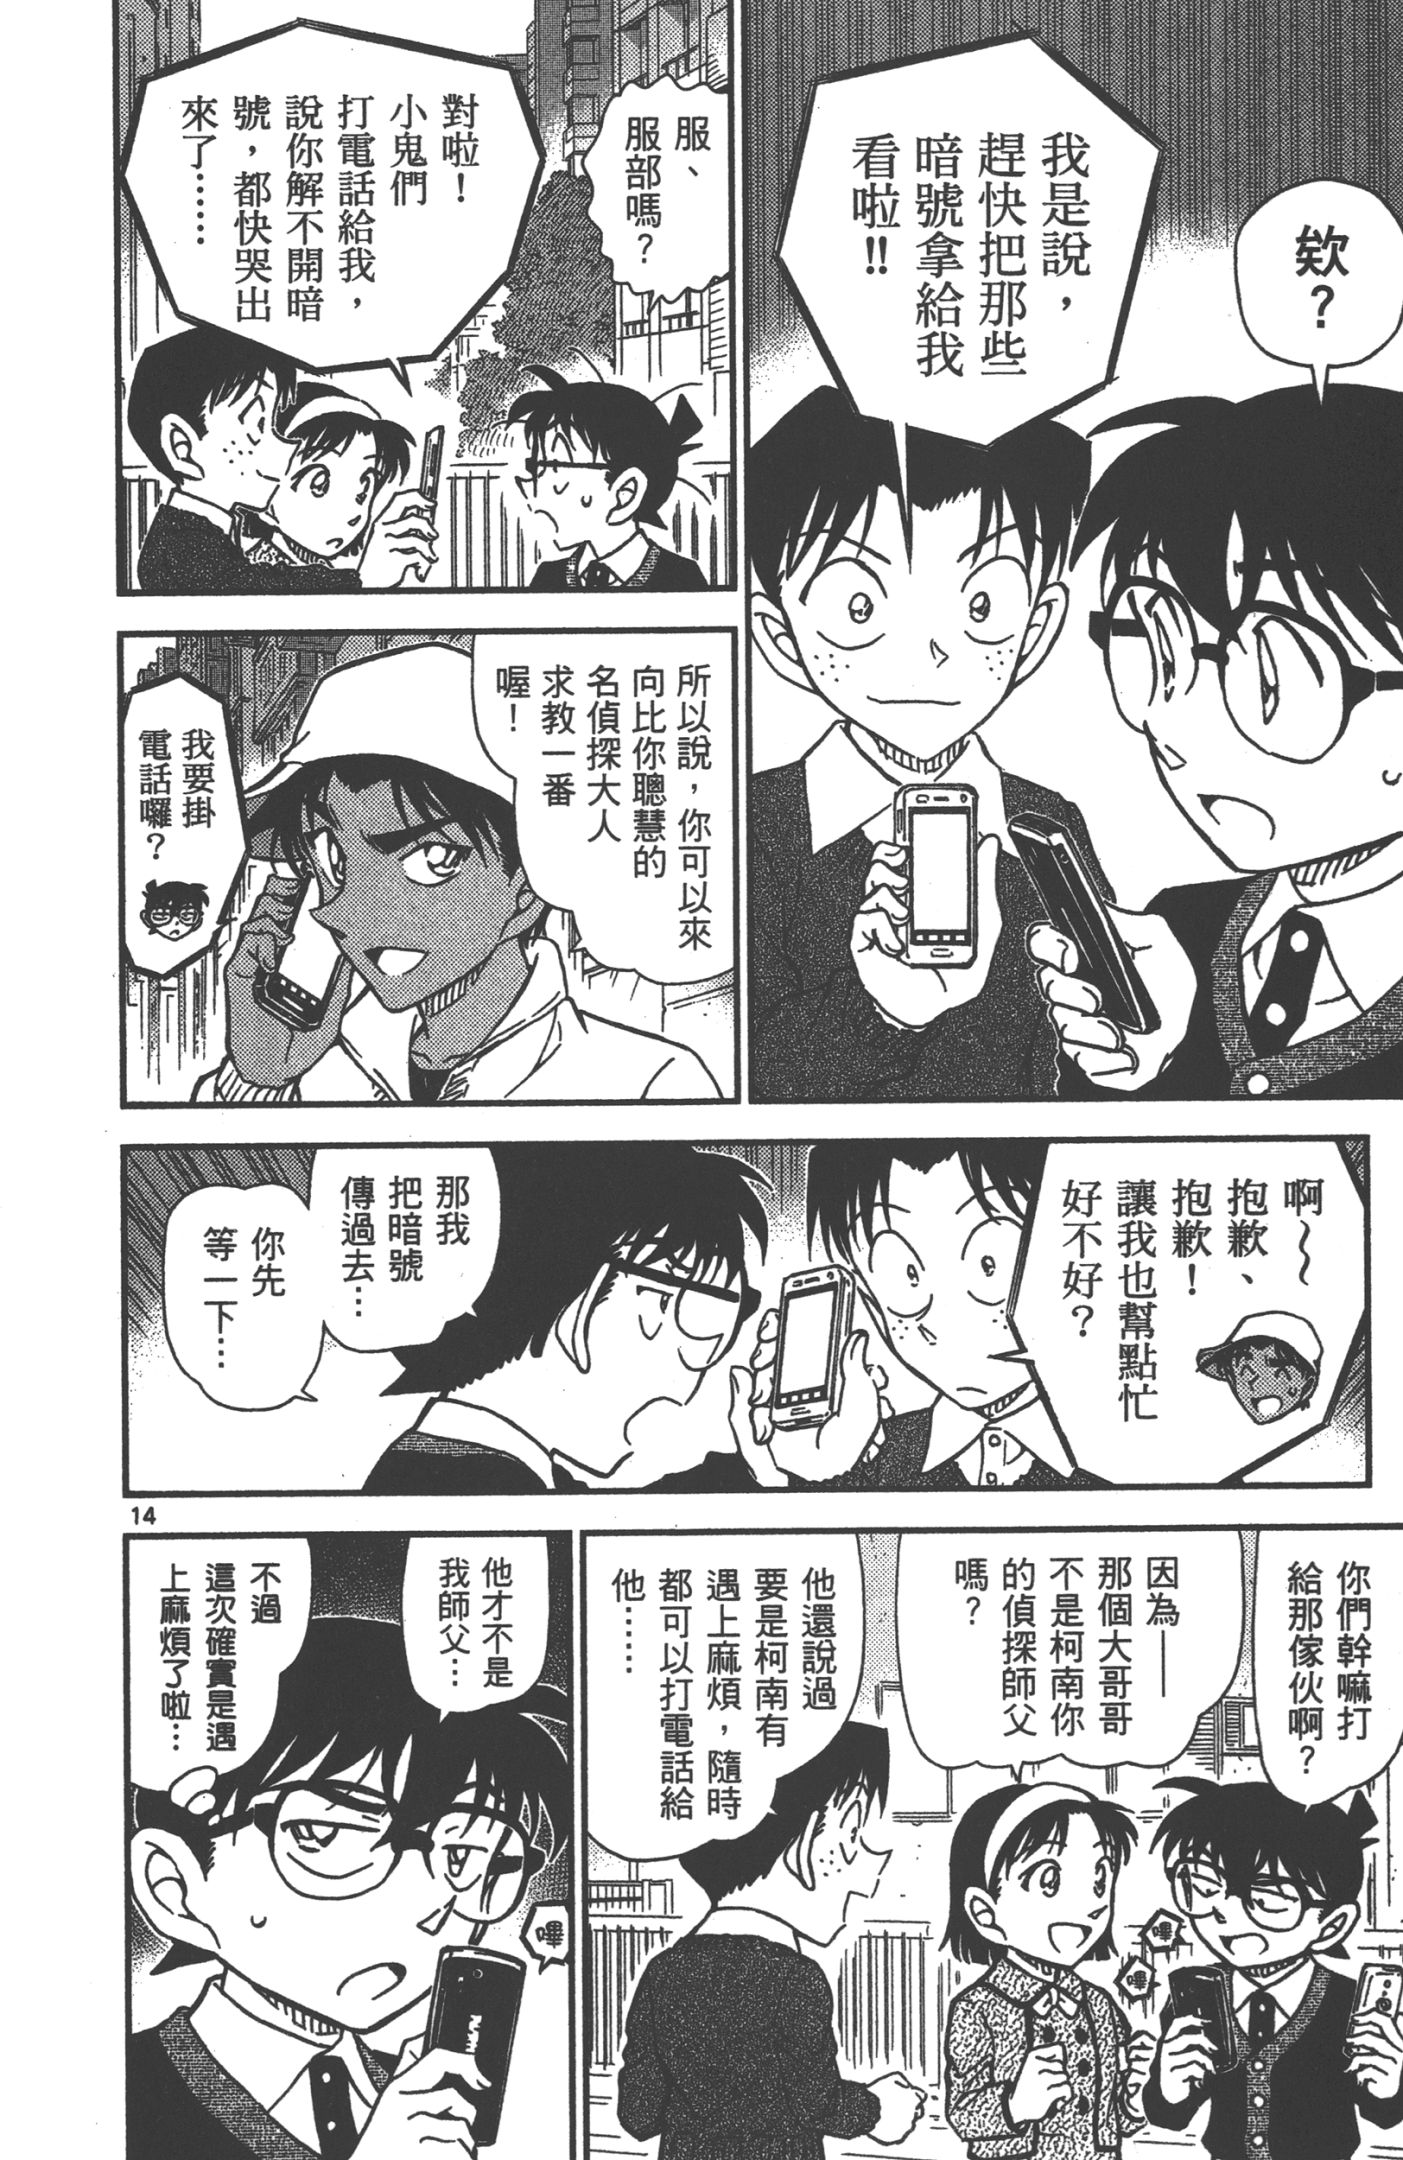 欸？
我是說，
趕快把那些
暗號拿給我
看啦!!
服、
服部嗎？
對啦！
小鬼們
打電話給我，
說你解不開暗
號，都快哭出
來了……
所以說，你可以來
向比你聰慧的
名偵探大人
求教一番
喔！
我要掛
電話囉？
啊～
抱歉、
抱歉！
讓我也幫點忙
好不好？
那我
把暗號
傳過去…
你先
等一下…
你們幹嘛打
給那傢伙啊？
因為——
那個大哥哥
不是柯南你
的偵探師父
嗎？
他還說過
要是柯南有
遇上麻煩，隨時
都可以打電話給
他……
嗶
嗶
他才不是
我師父…
不過
這次確實是遇
上麻煩了啦…
嗶
14